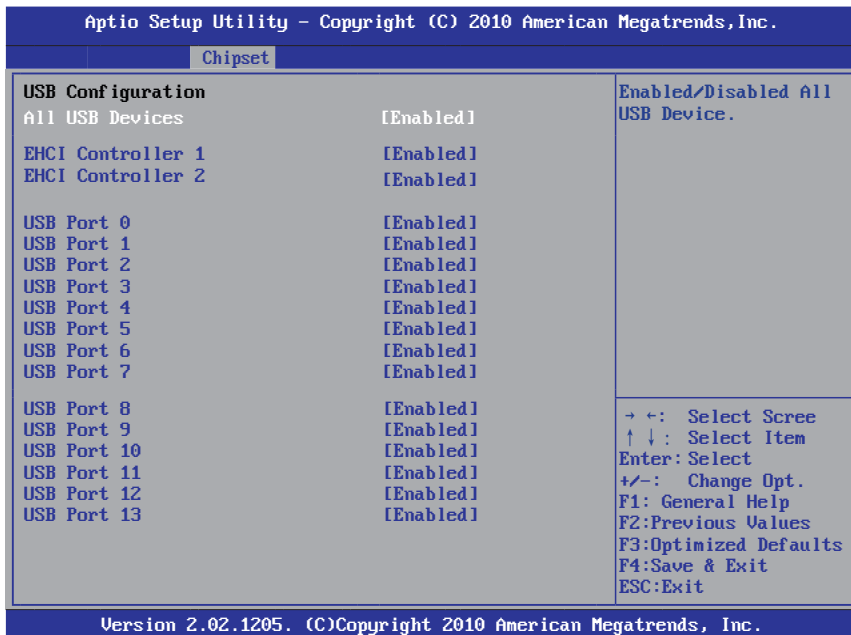 Aptio Setup Utility – Copyright (C) 2010 American Megatrends,Inc.
Chipset
USB Configuration
All USB Devices [Enabled]
EHCI Controller 1 [Enabled]
EHCI Controller 2 [Enabled]
USB Port 0 [Enabled]
USB Port 1 [Enabled]
USB Port 2 [Enabled]
USB Port 3 [Enabled]
USB Port 4 [Enabled]
USB Port 5 [Enabled]
USB Port 6 [Enabled]
USB Port 7 [Enabled]
USB Port 8 [Enabled]
USB Port 9 [Enabled]
USB Port 10 [Enabled]
USB Port 11 [Enabled]
USB Port 12 [Enabled]
USB Port 13 [Enabled]
Enabled/Disabled All
USB Device.
→ ←: Select Scree
↑ ↓: Select Item
Enter: Select
+/-: Change Opt.
F1: General Help
F2:Previous Values
F3:Optimized Defaults
F4:Save & Exit
ESC:Exit
Version 2.02.1205. (C)Copyright 2010 American Megatrends, Inc.